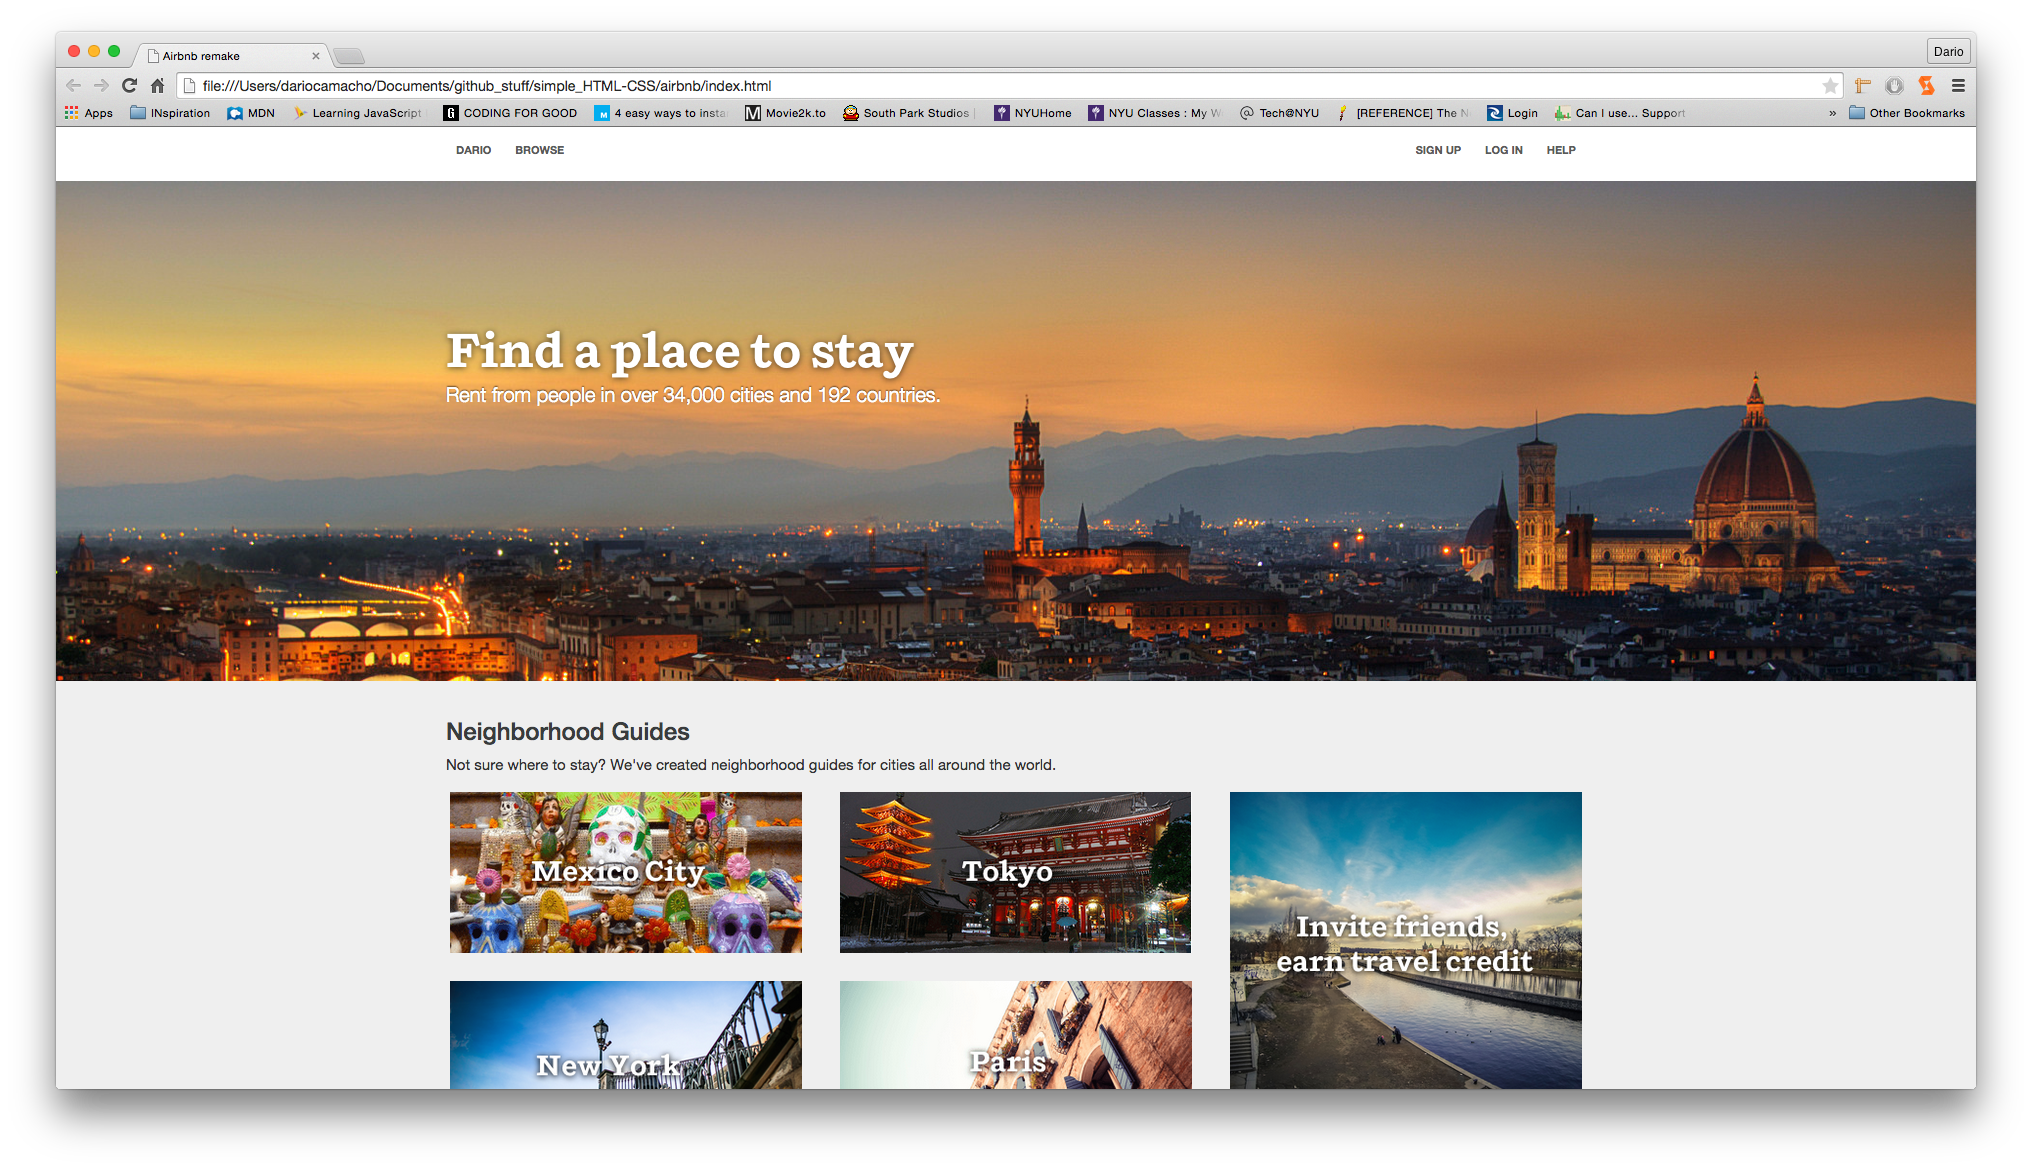 Airbnb remake
Dario
file:///Users/dariocamacho/Documents/github_stuff/simple_HTML-CSS/airbnb/index.html
Apps INspiration MDN Learning JavaScript CODING FOR GOOD 4 easy ways to insta Movie2k.to South Park Studios NYUHome NYU Classes : My W Tech@NYU [REFERECE] The N Login Can I use... Support » Other Bookmarks
DARIO BROWSE SIGN UP LOG IN HELP
Find a place to stay
Rent from people in over 34,000 cities and 192 countries.
Neighborhood Guides
Not sure where to stay? We've created neighborhood guides for cities all around the world.
Mexico City
Tokyo
Invite friends,
earn travel credit
New York
Paris